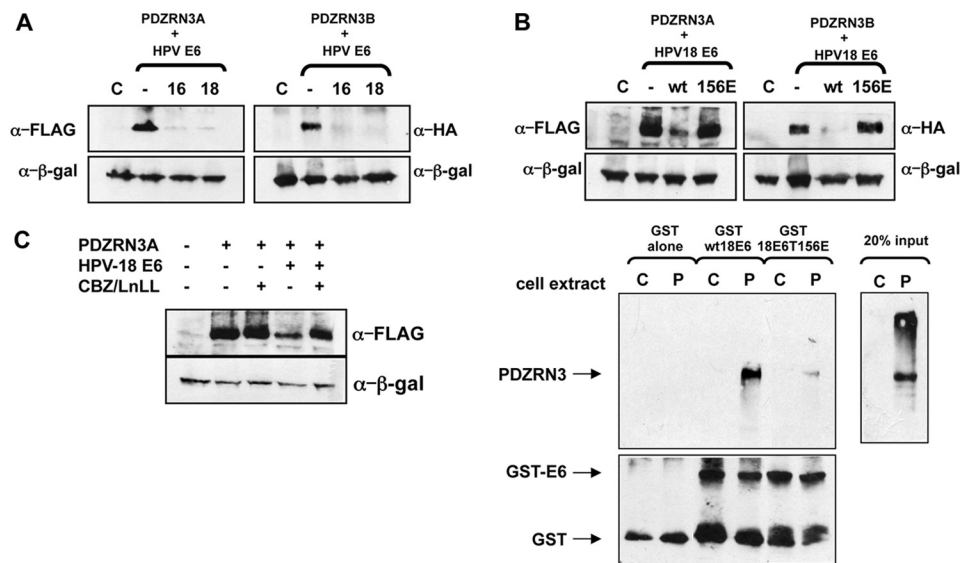 A
PDZRN3A
+
HPV E6
C - 16 18
α-FLAG
α-β-gal
PDZRN3B
+
HPV E6
C - 16 18
α-HA
α-β-gal
B
PDZRN3A
+
HPV18 E6
C - wt 156E
α-FLAG
α-β-gal
PDZRN3B +
HPV18 E6
C - wt 156E
α-HA
α-β-gal
C
PDZRN3A - + + + +
HPV-18 E6 - + +
CBZ/LnLL - + +
α-FLAG
α-β-gal
GST
alone
GST
wt18E6
GST
18E6T156E
20% input
cell extract C P C P C P
C P
PDZRN3
GST-E6
GST